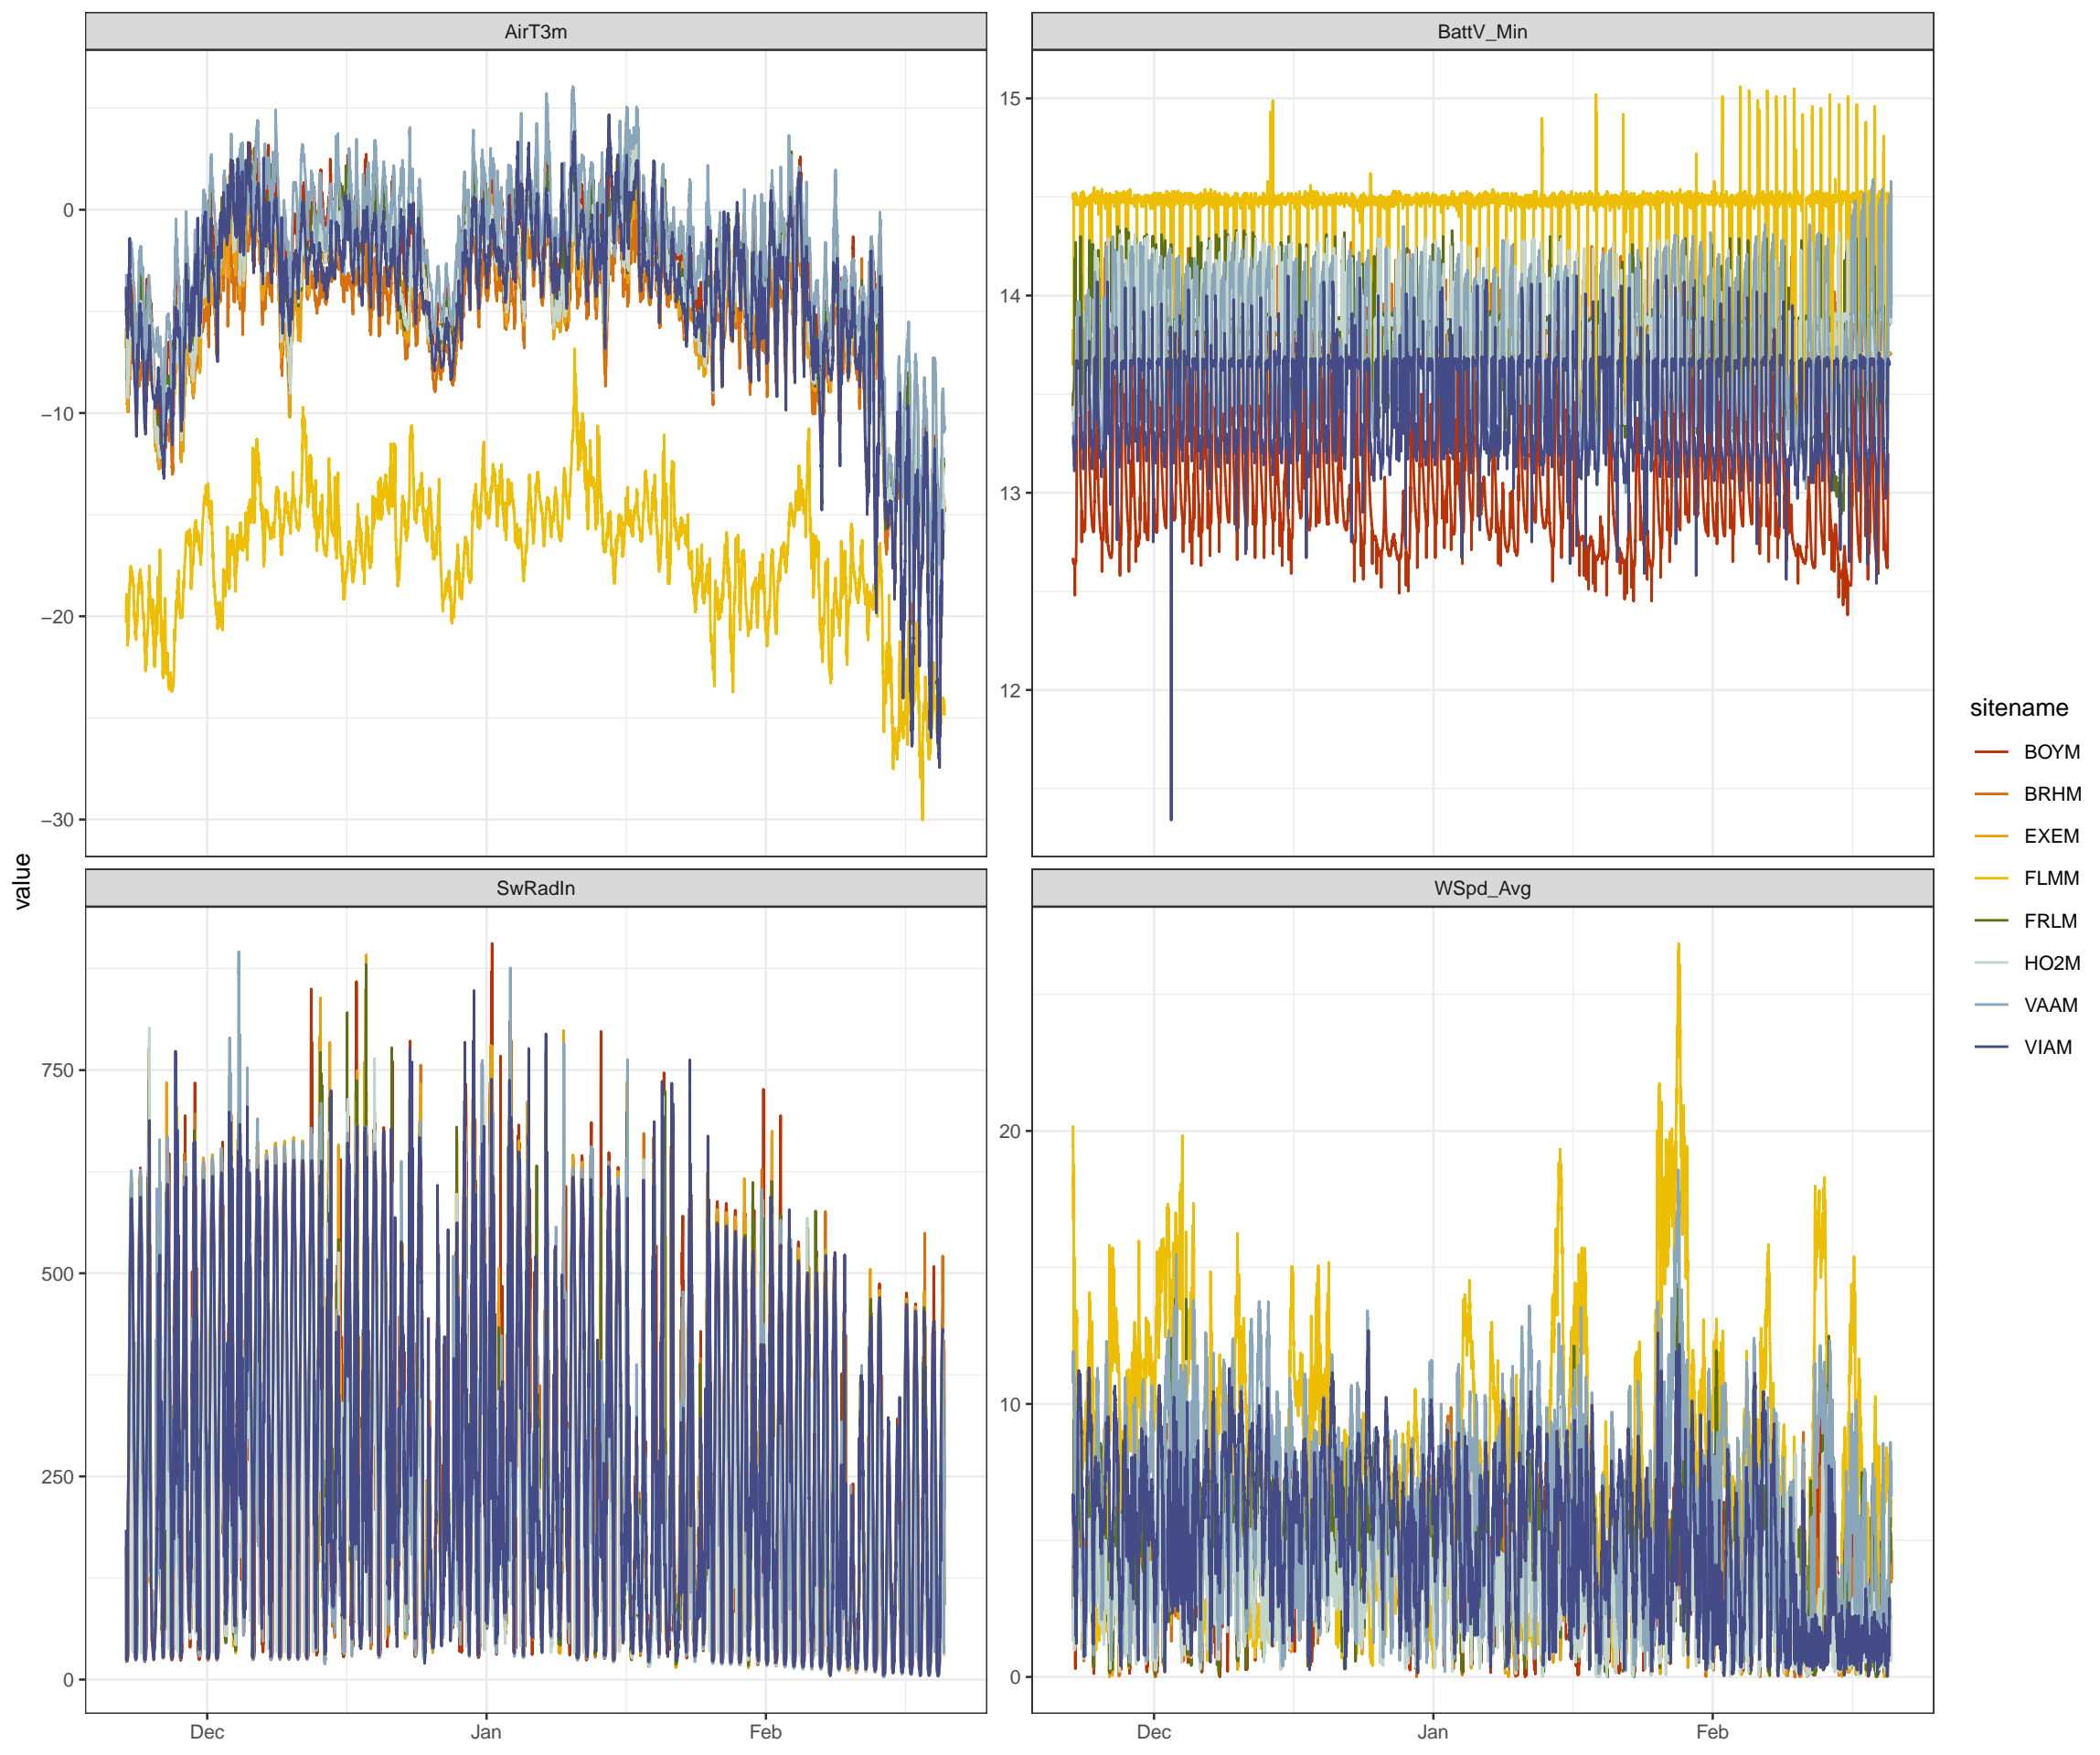 AirT3m
BattV_Min
0
−10
−20
−30
15
14
13
12
value
SwRadIn
WSpd_Avg
750
500
250
0
20
10
0
Dec
Jan
Feb
Dec
Jan
Feb
sitename
BOYM
BRHM
EXEM
FLMM
FRLM
HO2M
VAAM
VIAM